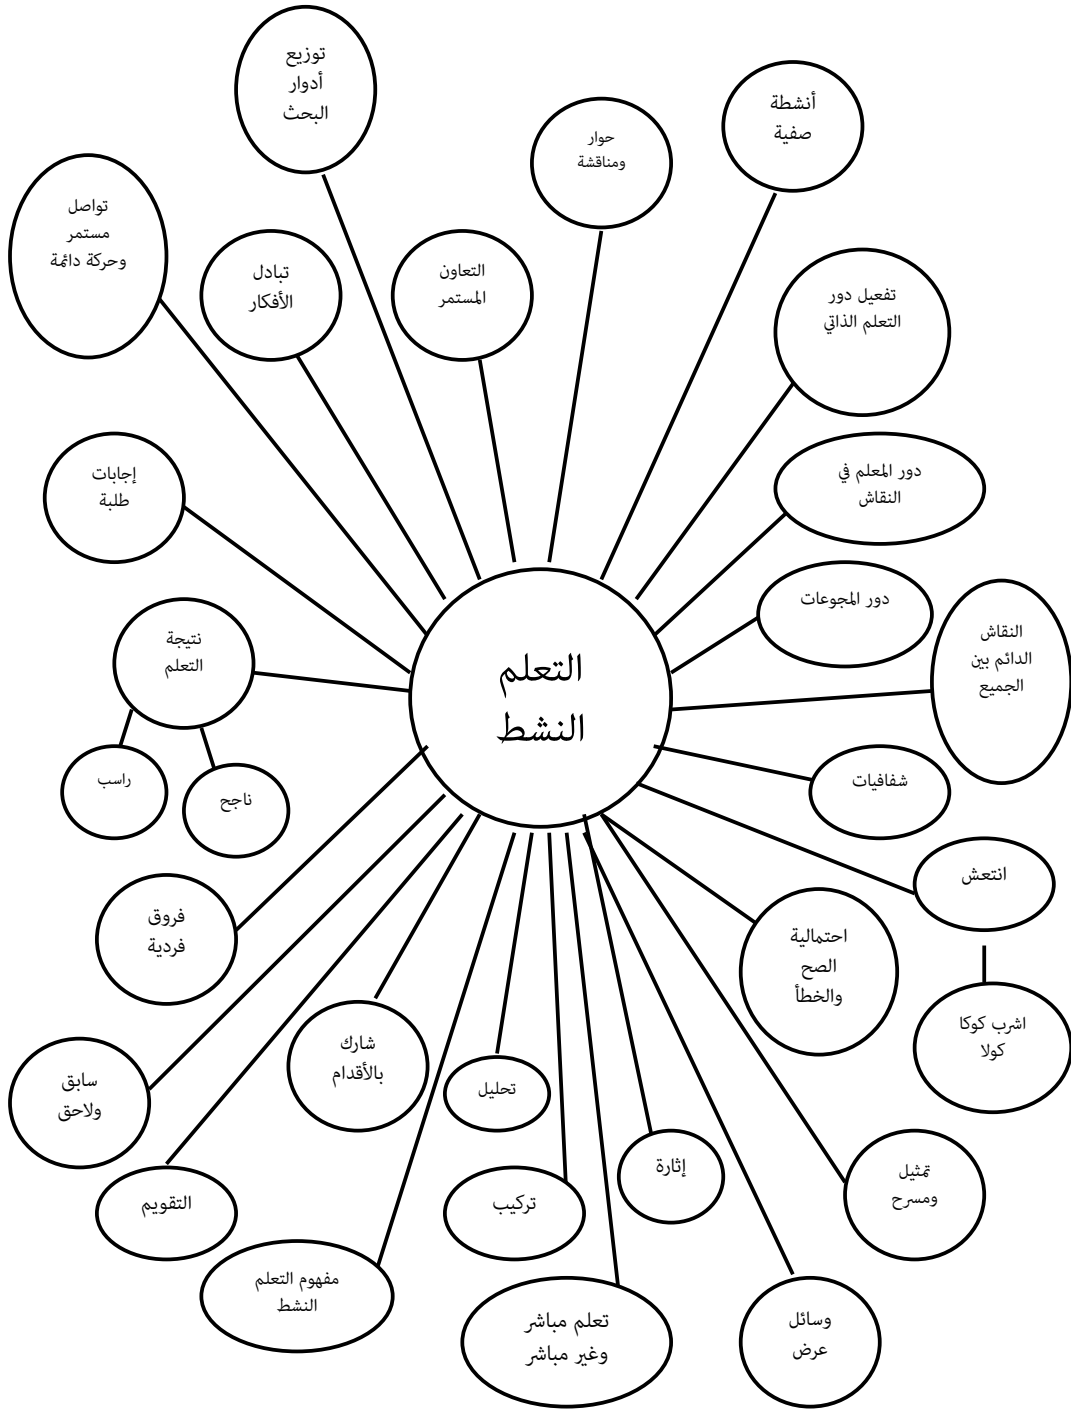 توزيع
أدوار
البحث
أنشطة
صفية
حوار
ومناقشة
تواصل
مستمر
وحركة دائمة
تبادل
الأفكار
التعاون
المستمر
تفعيل دور
التعلم الذاتي
إجابات
طلبة
دور المعلم في
النقاش
دور المجوعات
النقاش
الدائم بين
الجميع
نتيجة
التعلم
التعلم
النشط
راسب
ناجح
شفافيات
انتعش
اشرب كوكا
كولا
فروق
فردية
احتمالية
الصح
والخطأ
سابق
ولاحق
شارك
بالأقدام
تحليل
إثارة
تمثيل
ومسرح
التقويم
تركيب
مفهوم التعلم
النشط
تعلم مباشر
وغير مباشر
وسائل
عرض